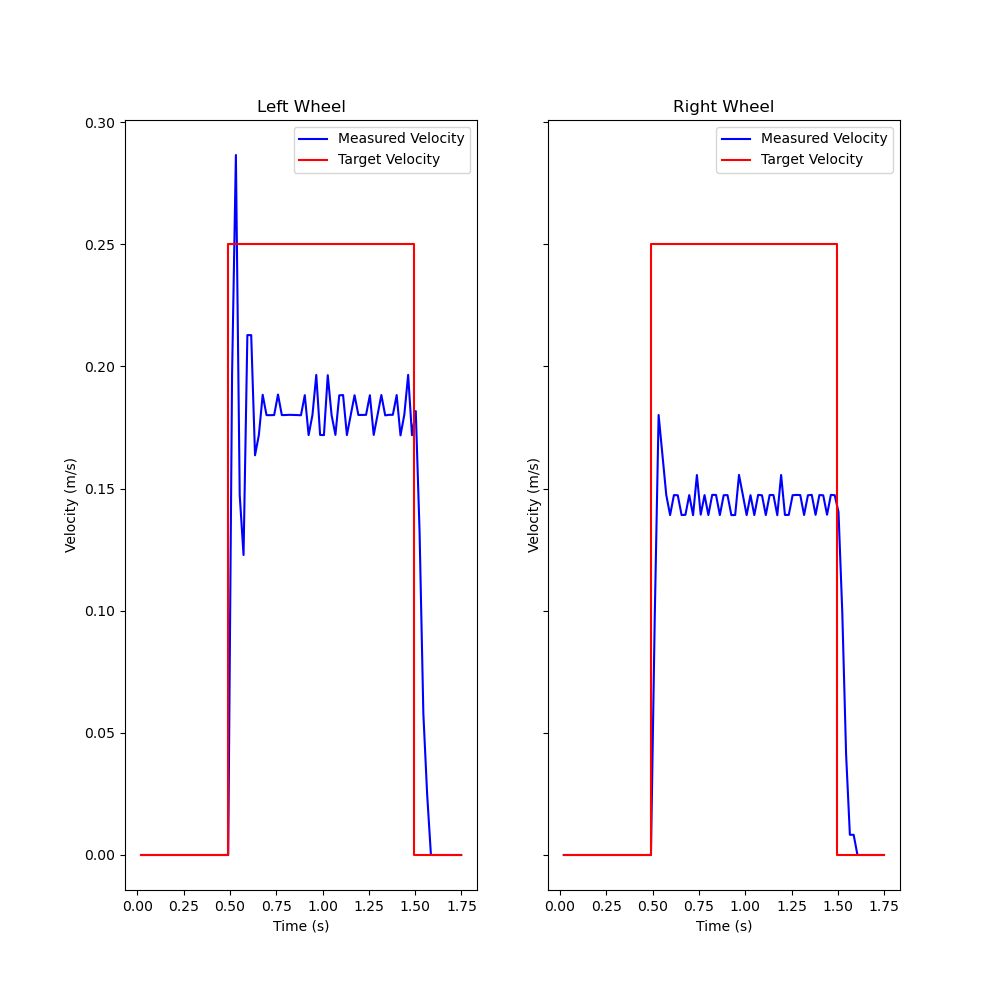 Left Wheel
Measured Velocity
Target Velocity
0.30
0.25
0.20
0.15
0.10
0.05
0.00
Velocity (m/s)
0.00 0.25 0.50 0.75 1.00 1.25 1.50 1.75
Time (s)
Right Wheel
Measured Velocity
Target Velocity
Velocity (m/s)
0.00 0.25 0.50 0.75 1.00 1.25 1.50 1.75
Time (s)